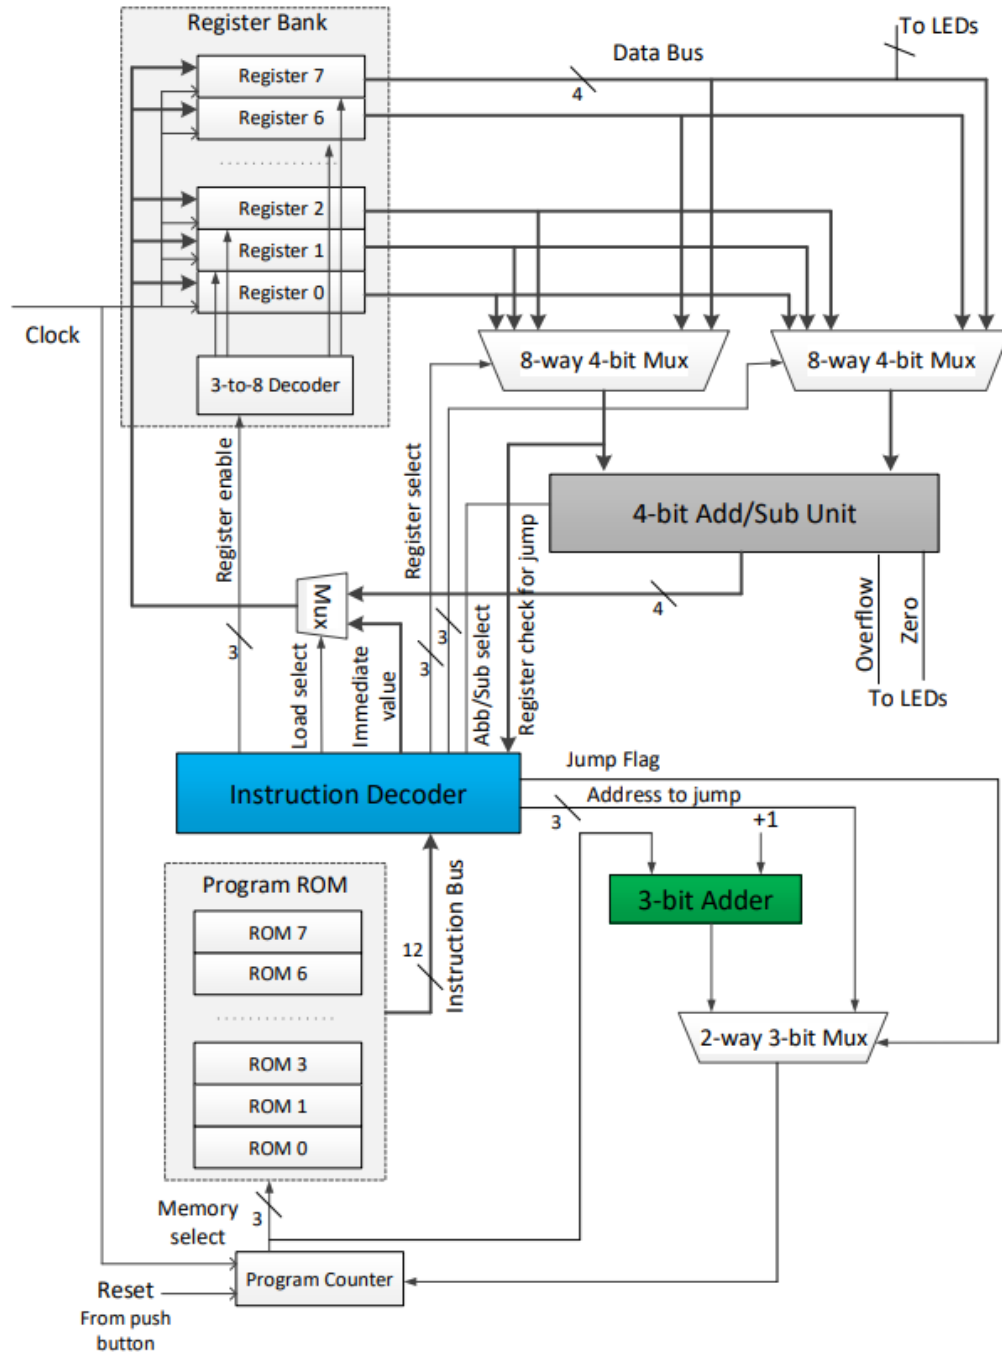 Register Bank
To LEDs
Data Bus
Register 7
4
Register 6
Register 2
Register 1
Register 0
Clock
8-way 4-bit Mux
8-way 4-bit Mux
3-to-8 Decoder
Register enable
Register select
4-bit Add/Sub Unit
Register check for jump
Mux
4
3
3
3
Overflow
Zero
Load select
Immediate
value
Abb/Sub select
To LEDs
Jump Flag
Instruction Decoder
Address to jump
3
+1
Program ROM
3-bit Adder
ROM 7
12
Instruction Bus
ROM 6
2-way 3-bit Mux
ROM 3
ROM 1
ROM 0
Memory
select
3
Program Counter
Reset
From push
button